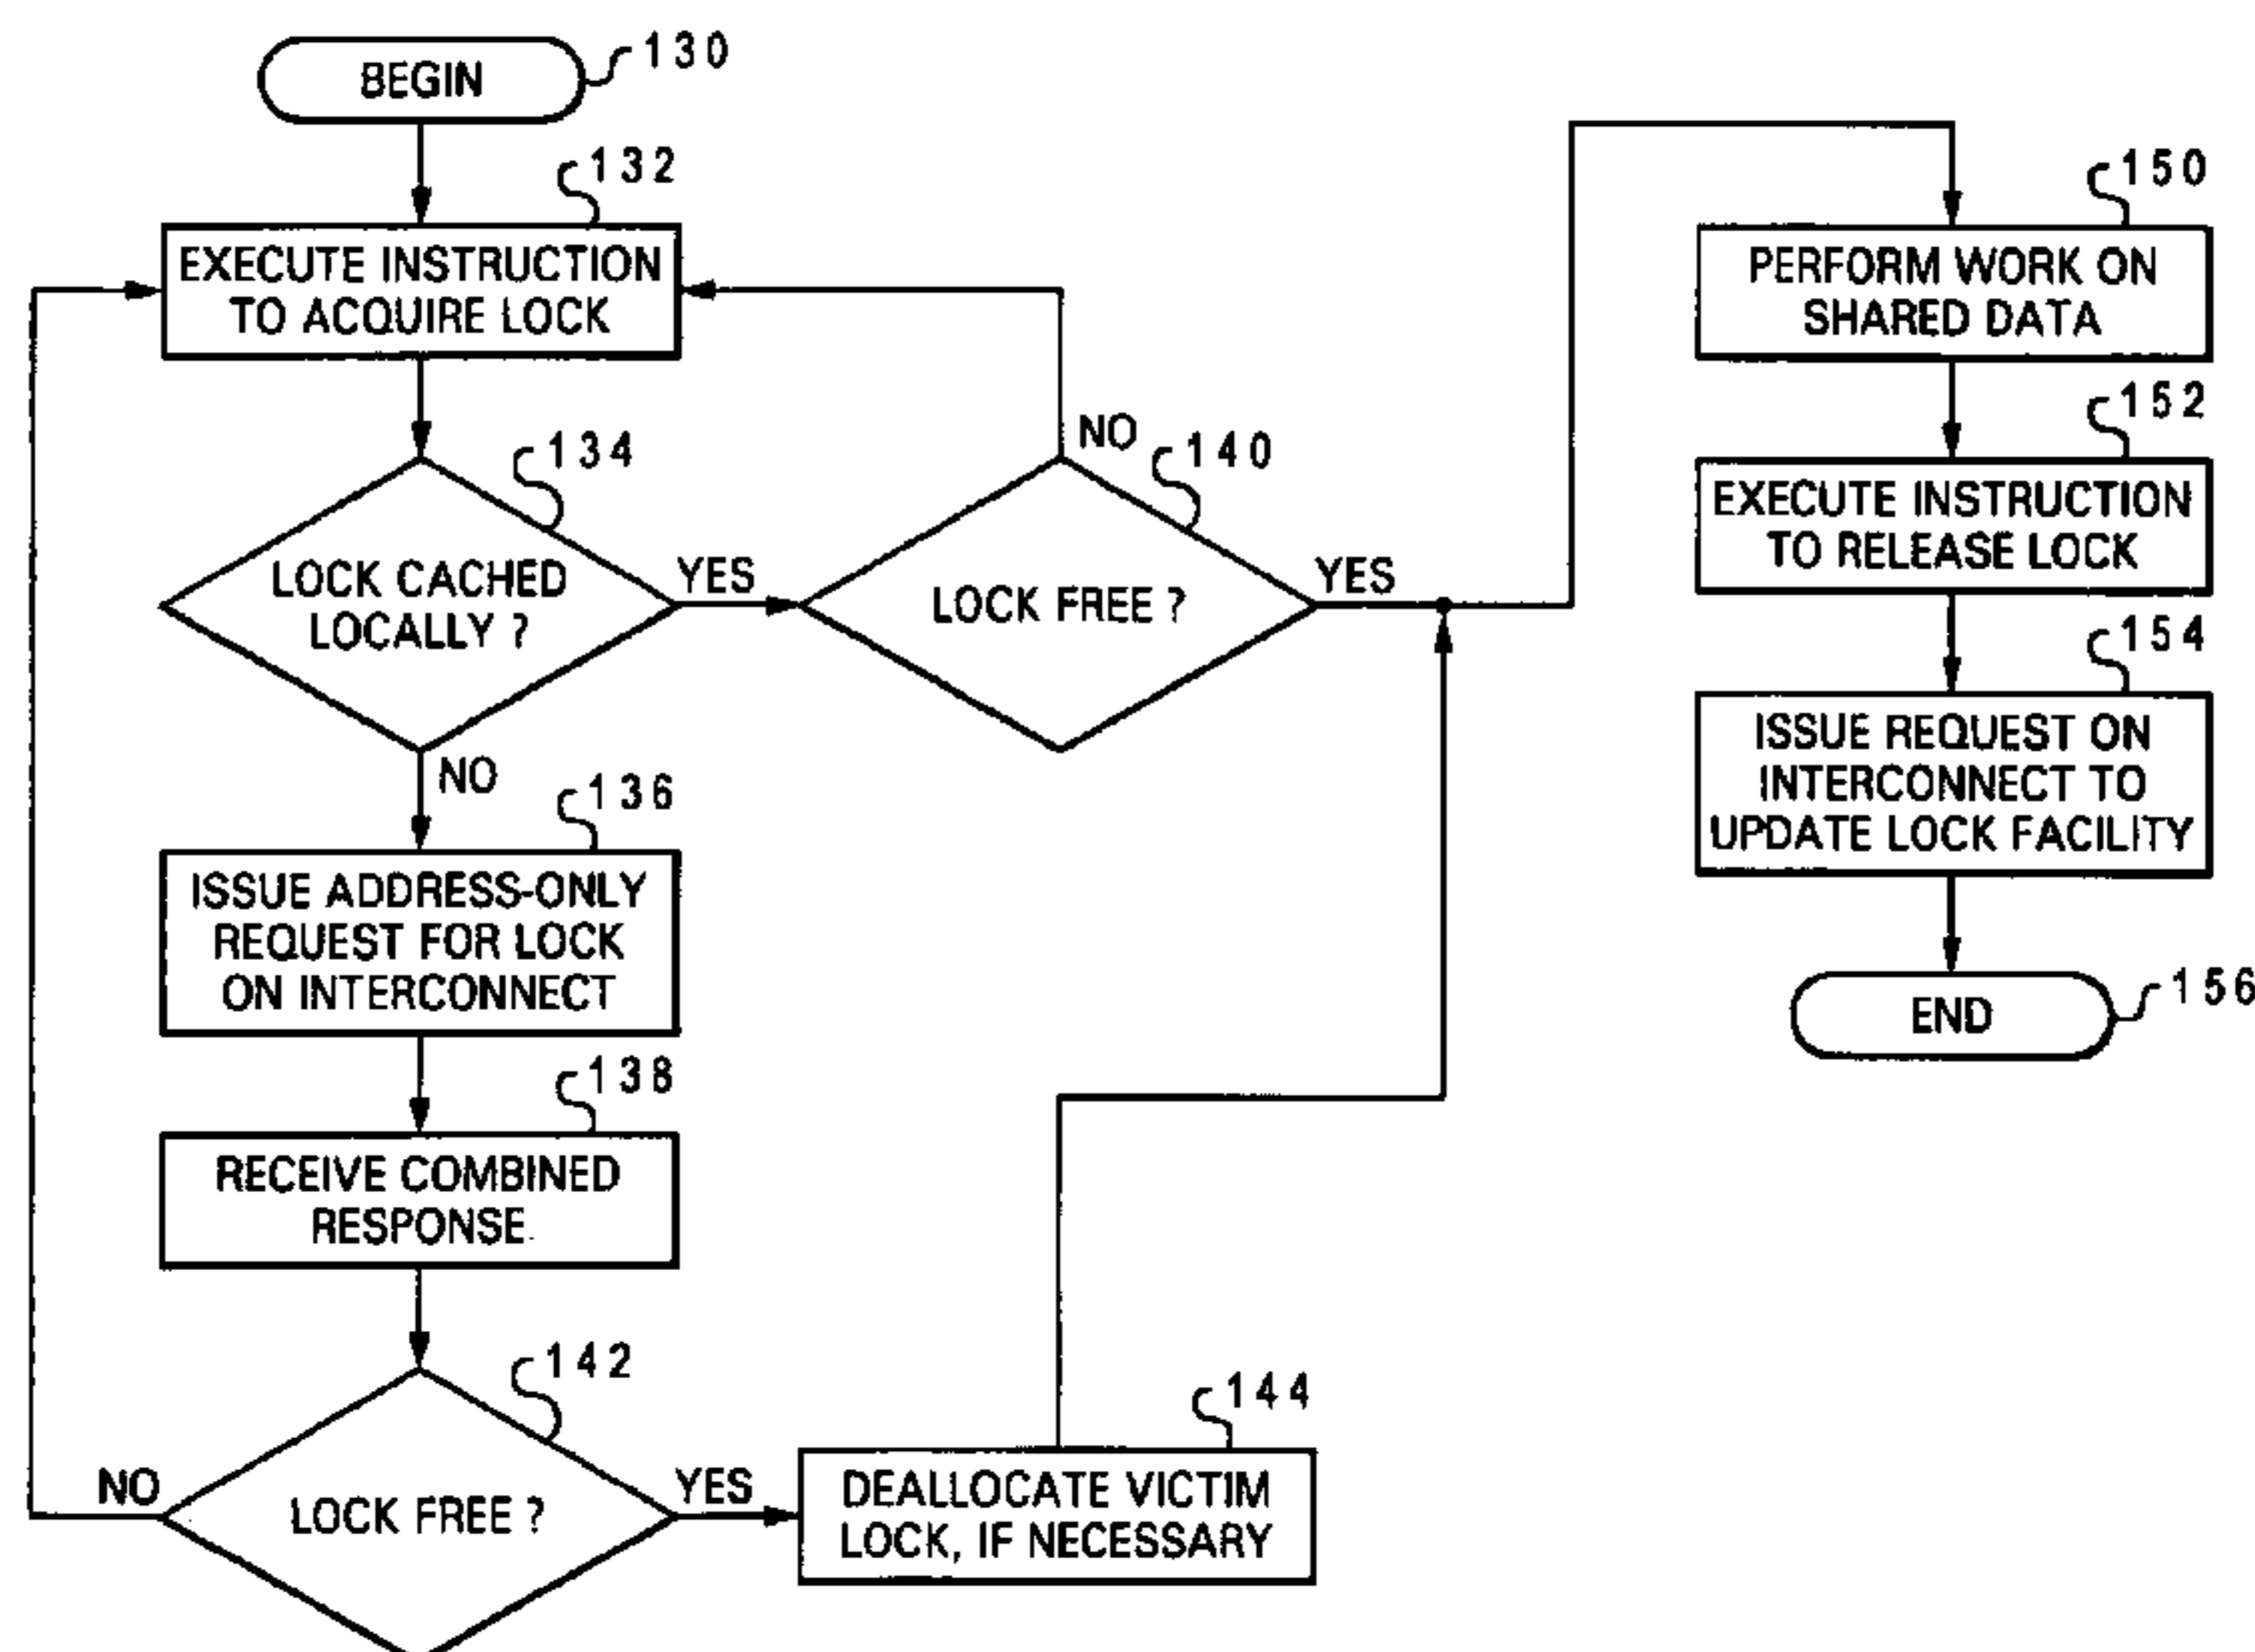 BEGIN
130
132
EXECUTE INSTRUCTION
TO ACQUIRE LOCK
134
LOCK CACHED
LOCALLY ?
YES
NO
140
NO
LOCK FREE ?
YES
136
ISSUE ADDRESS-ONLY
REQUEST FOR LOCK
ON INTERCONNECT
138
RECEIVE COMBINED
RESPONSE
142
LOCK FREE ?
NO
YES
144
DEALLOCATE VICTIM
LOCK, IF NECESSARY
150
PERFORM WORK ON
SHARED DATA
152
EXECUTE INSTRUCTION
TO RELEASE LOCK
154
ISSUE REQUEST ON
INTERCONNECT TO
UPDATE LOCK FACILITY
END
156